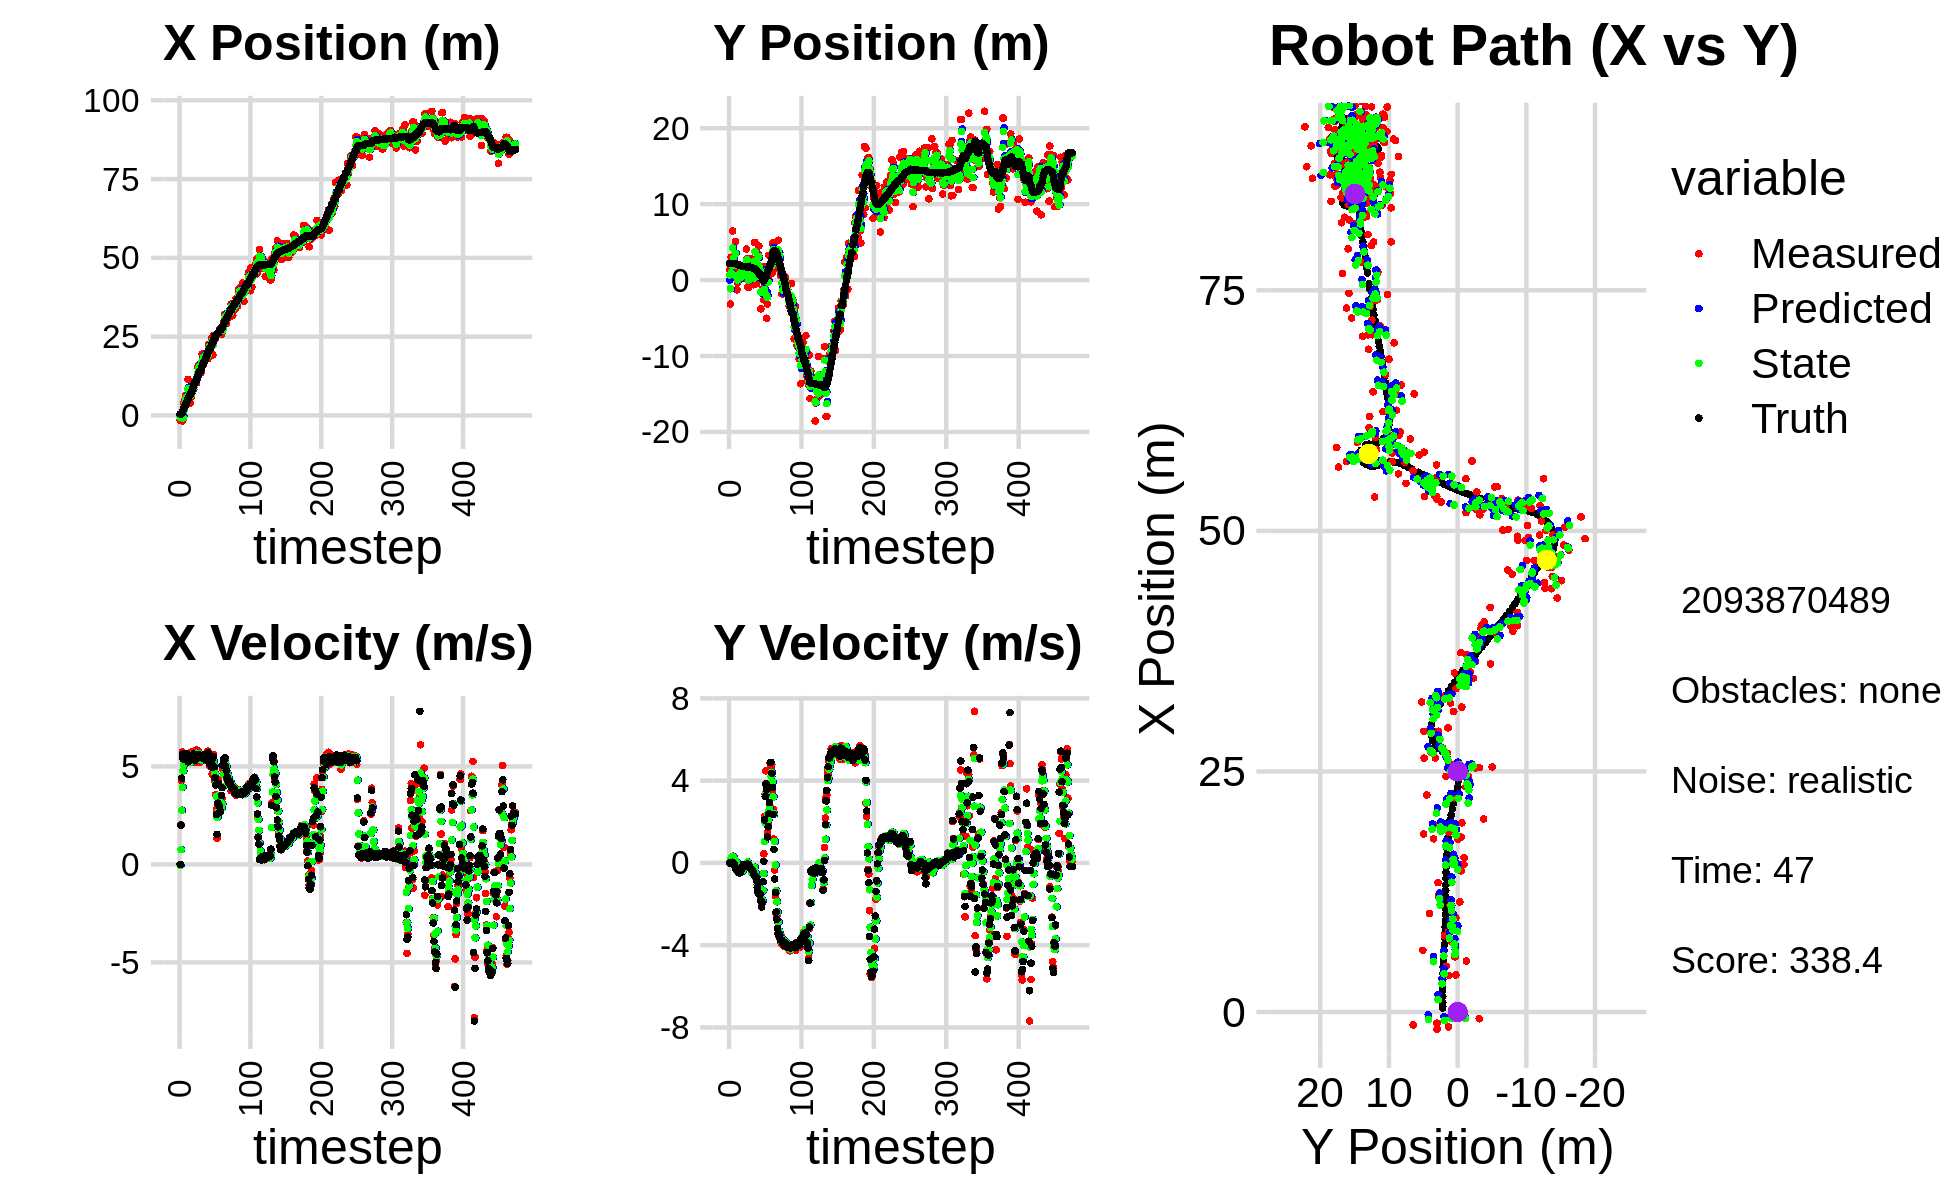 X Position (m)
100
75
50
25
0
0
100
200
300
400
timestep
Y Position (m)
20
10
0
-10
-20
0
100
200
300
400
timestep
X Velocity (m/s)
5
0
-5
0
100
200
300
400
timestep
Y Velocity (m/s)
8
4
0
-4
-8
0
100
200
300
400
timestep
Robot Path (X vs Y)
X Position (m)
75
50
25
0
20 10 0 -10 -20
Y Position (m)
variable
Measured
Predicted
State
Truth
2093870489
Obstacles: none
Noise: realistic
Time: 47
Score: 338.4